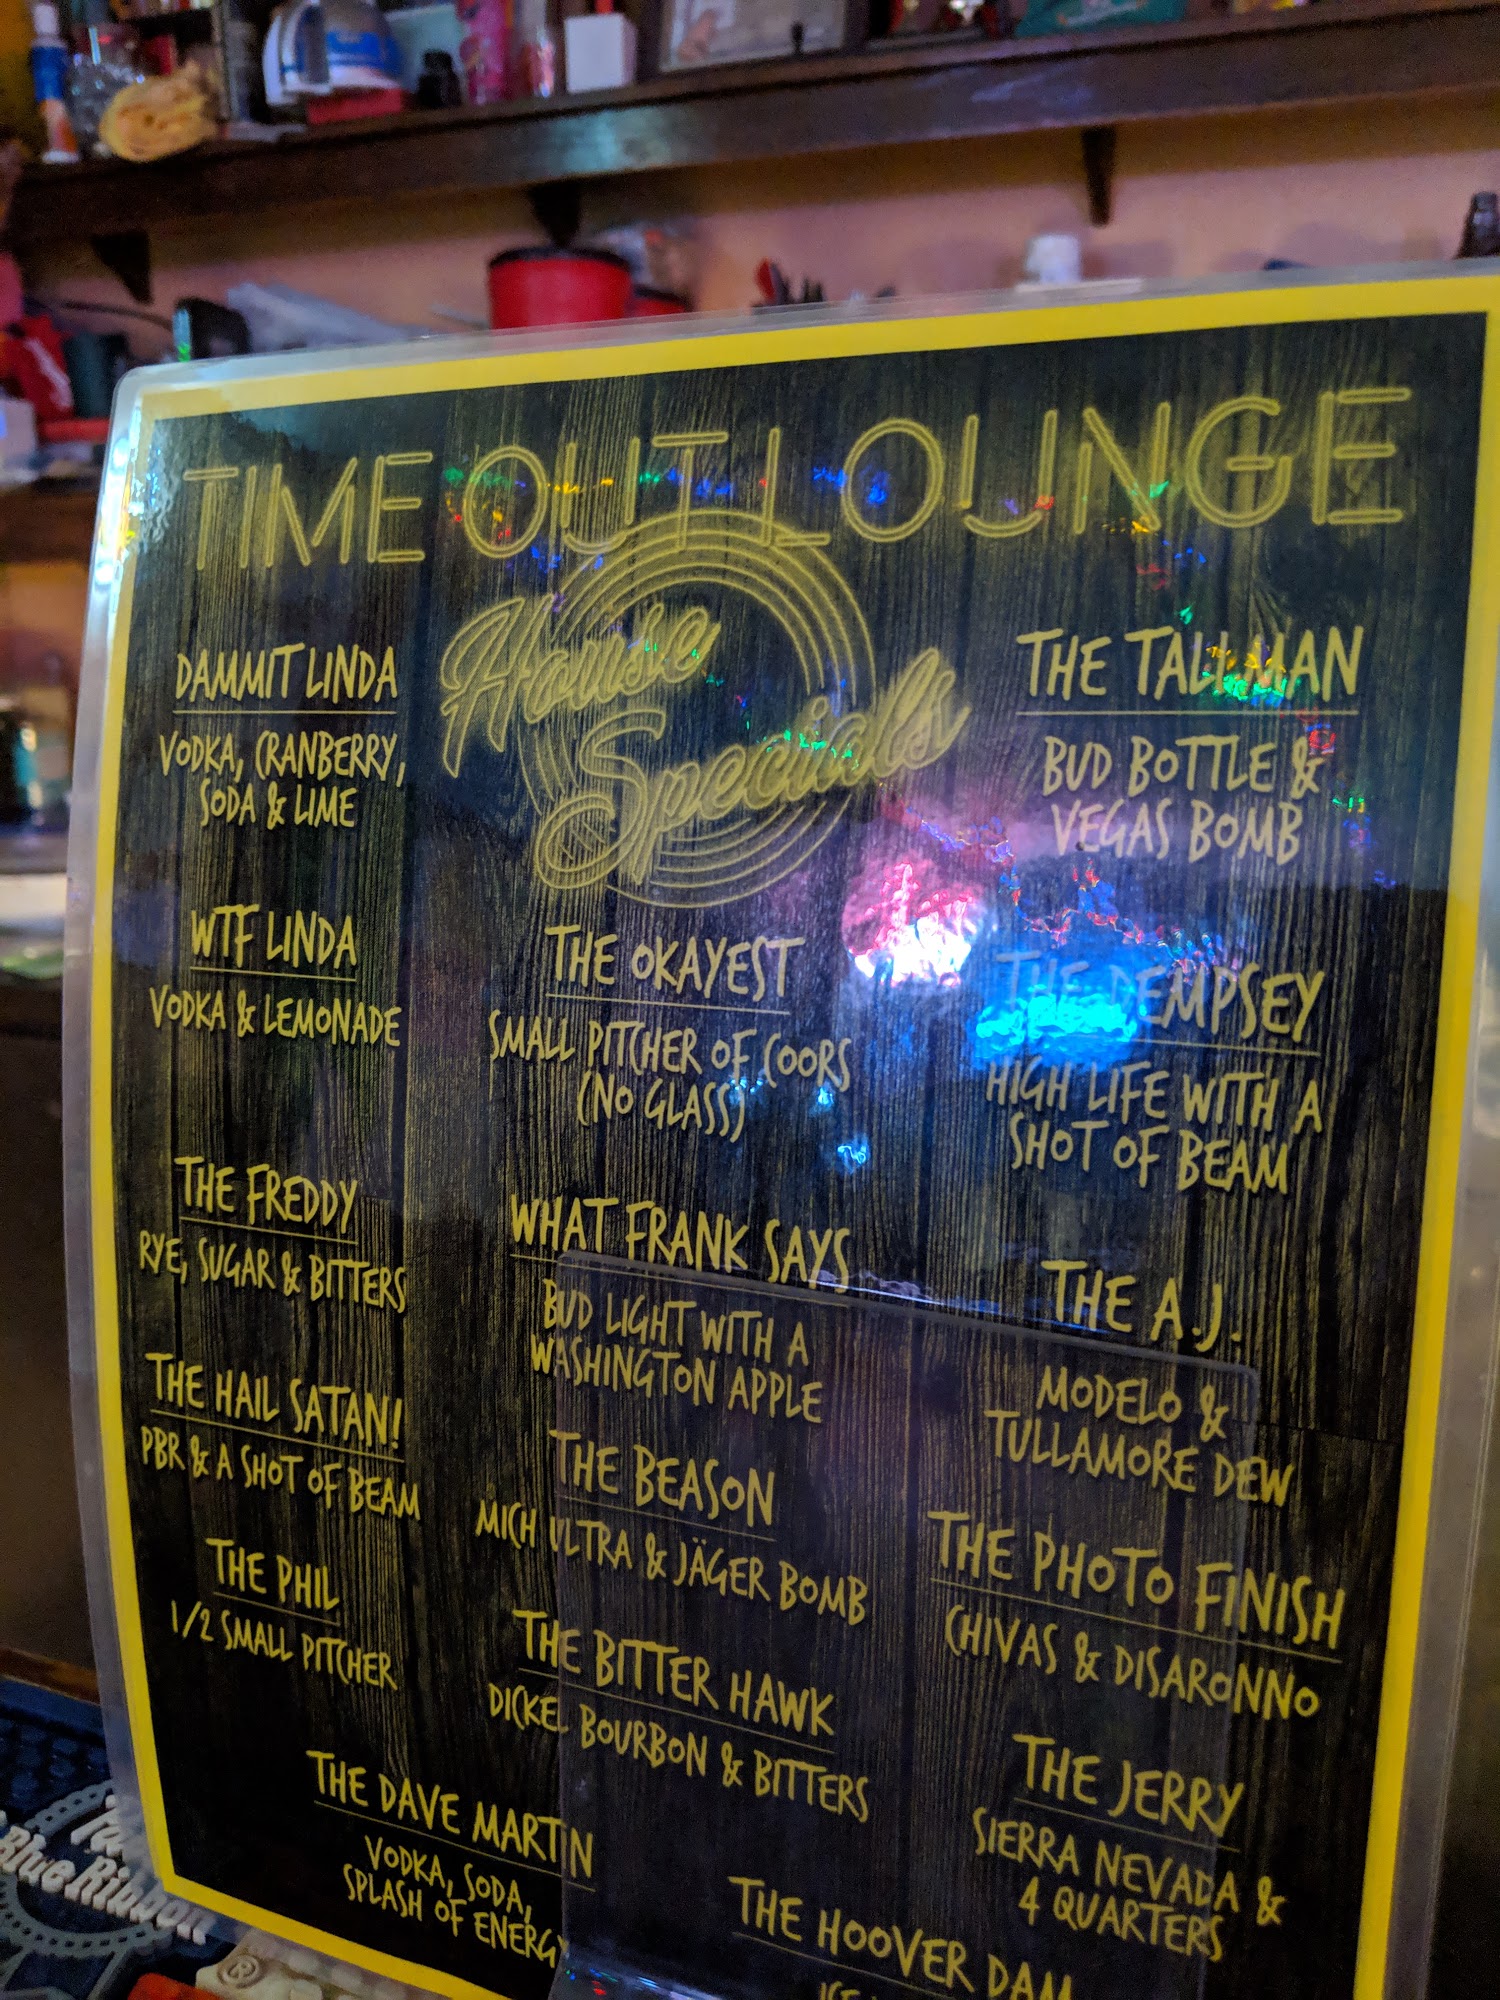 TIME OUT LOUNGE
House
Specials
DAMMIT LINDA
VODKA, CRANBERRY,
SODA & LIME
WTF LINDA
VODKA & LEMONADE
THE FREDDY
RYE, SUGAR & BITTERS
THE HAIL SATAN!
PBR & A SHOT OF BEAM
THE PHIL
1/2 SMALL PITCHER
THE DAVE MARTIN
VODKA, SODA,
SPLASH OF ENERGY
THE OKAYEST
SMALL PITCHER OF COORS
(NO GLASS)
WHAT FRANK SAYS
BUD LIGHT WITH A
WASHINGTON APPLE
THE BEASON
MICH ULTRA & JÄGER BOMB
THE BITTER HAWK
DICKEL BOURBON & BITTERS
THE HOOVER DAM
THE TALL MAN
BUD BOTTLE &
VEGAS BOMB
THE DEMPSEY
HIGH LIFE WITH A
SHOT OF BEAM
THE A.J.
MODELO &
TULLAMORE DEW
THE PHOTO FINISH
CHIVAS & DISARONNO
THE JERRY
SIERRA NEVADA &
4 QUARTERS
Blue Ribbon
®